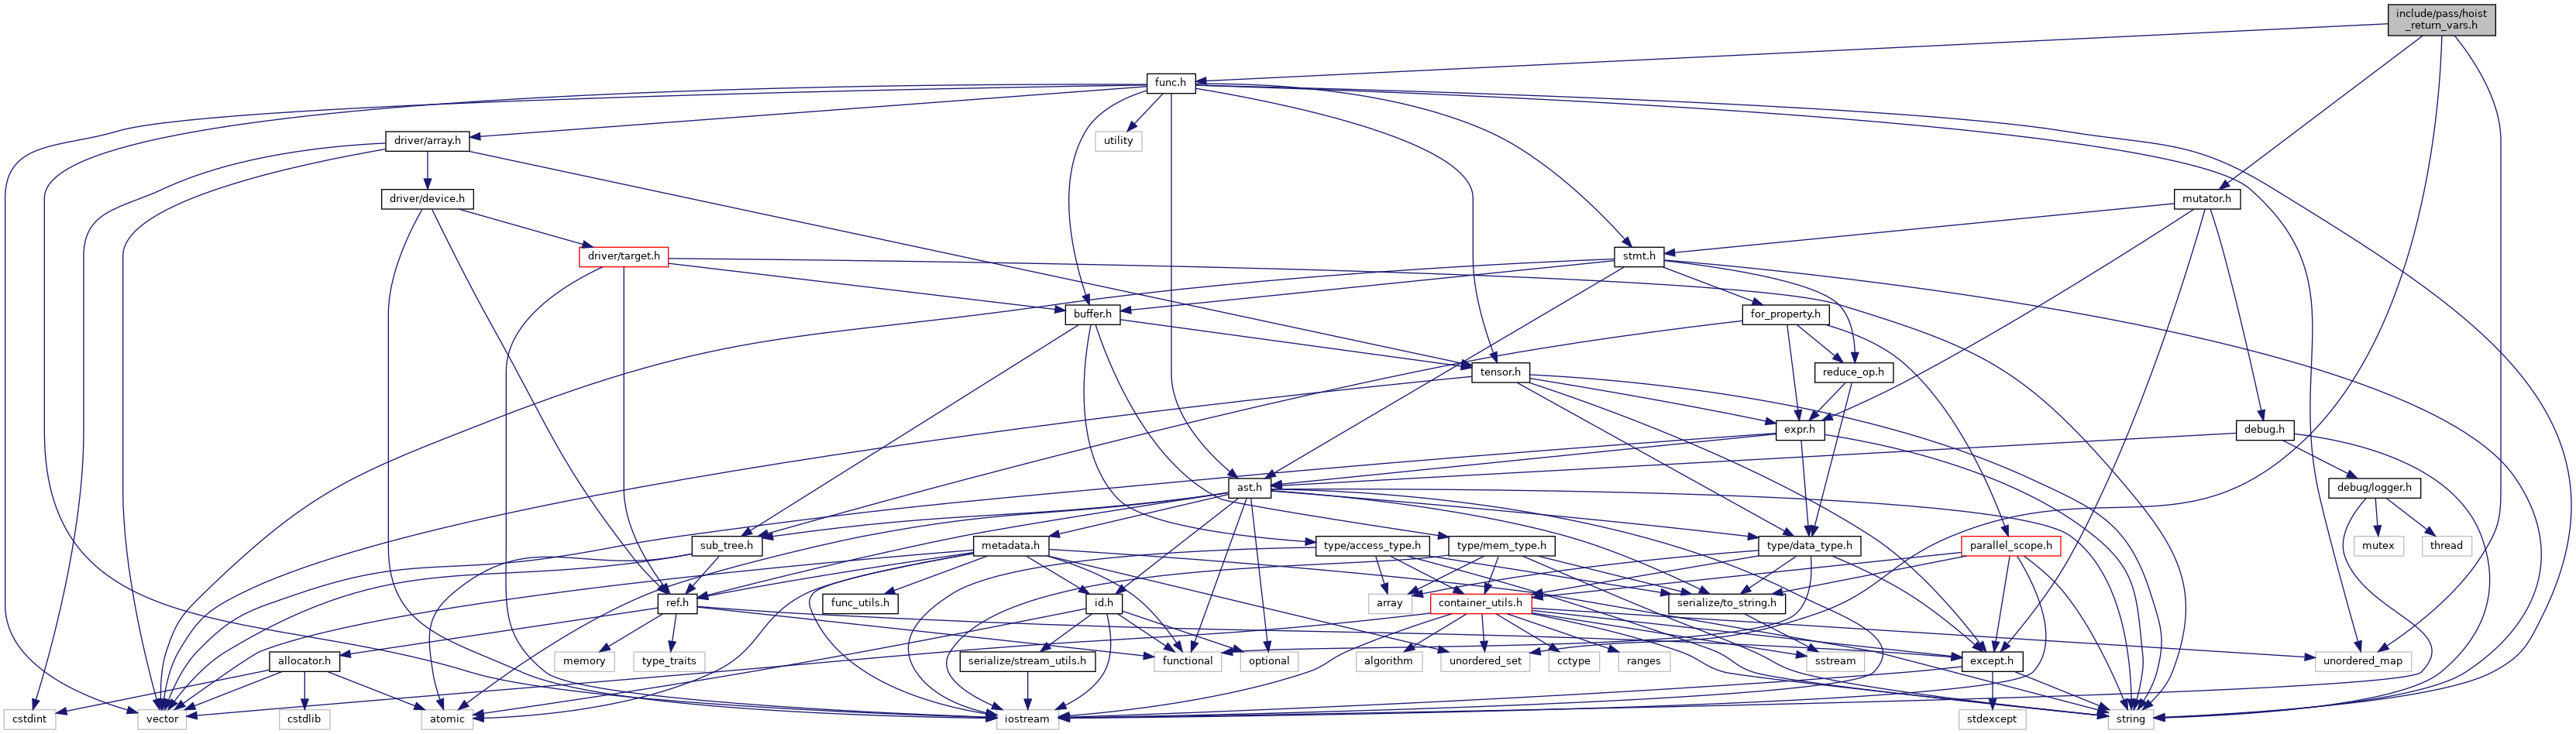 include/pass/hoist
_return_vars.h
func.h
driver/array.h
utility
driver/device.h
mutator.h
driver/target.h
stmt.h
buffer.h
for_property.h
tensor.h
reduce_op.h
expr.h
debug.h
ast.h
debug/logger.h
sub_tree.h
metadata.h
type/access_type.h
type/mem_type.h
type/data_type.h
parallel_scope.h
mutex
thread
ref.h
func_utils.h
id.h
array
container_utils.h
serialize/to_string.h
allocator.h
memory
type_traits
serialize/stream_utils.h
functional
optional
algorithm
unordered_set
cctype
ranges
sstream
except.h
unordered_map
cstdint
vector
cstdlib
atomic
iostream
stdexcept
string